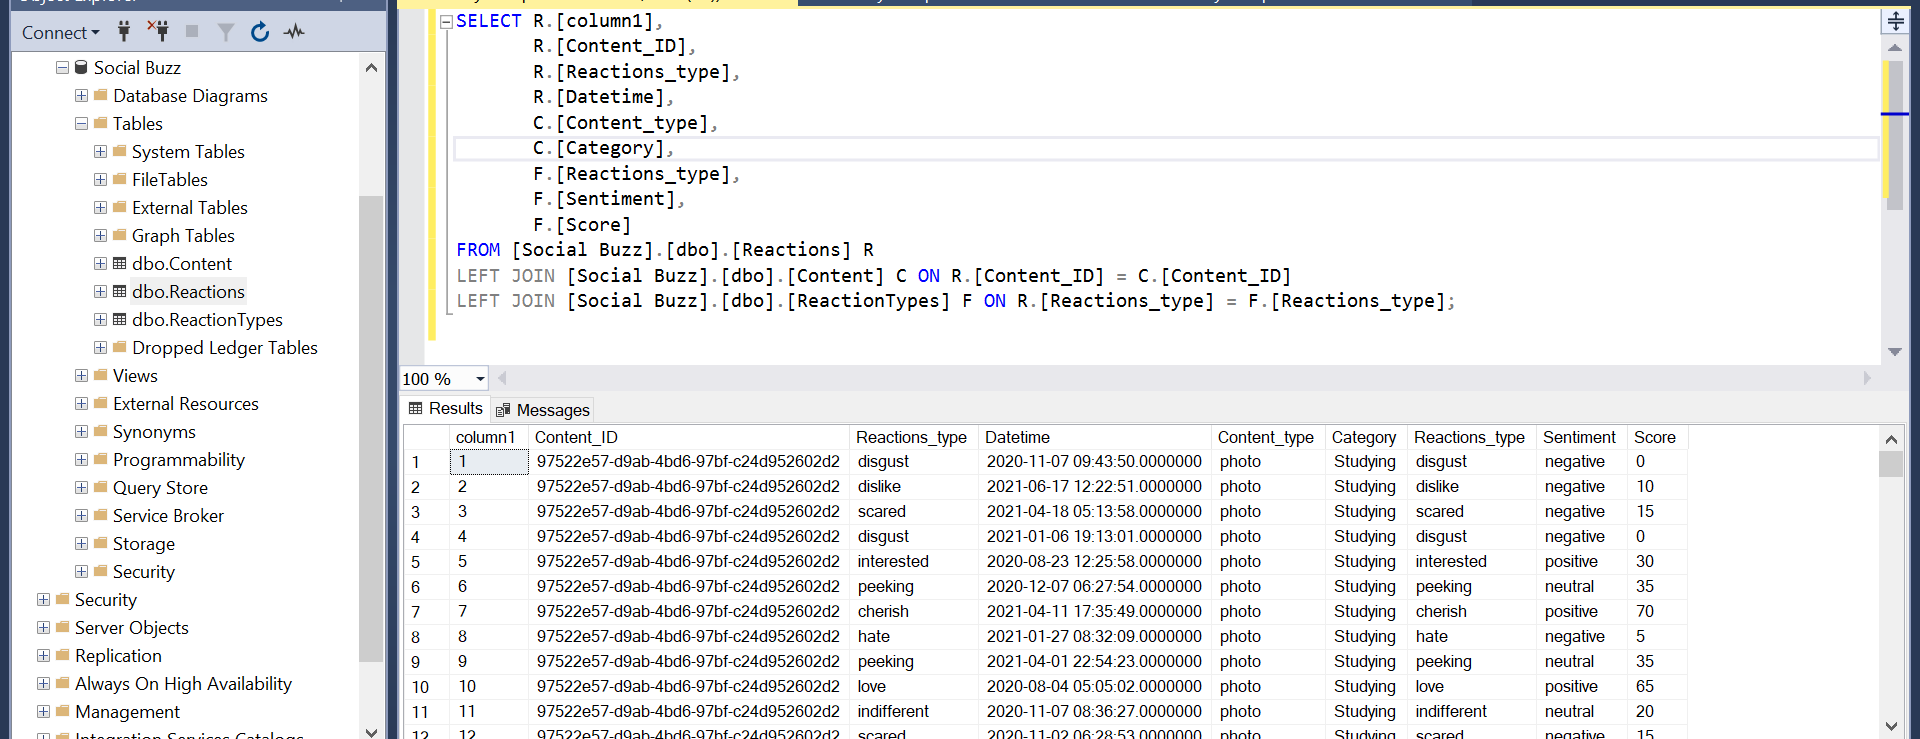 Connect
Social Buzz
Database Diagrams
Tables
System Tables
FileTables
External Tables
Graph Tables
dbo.Content
dbo.Reactions
dbo.ReactionTypes
Dropped Ledger Tables
Views
External Resources
Synonyms
Programmability
Query Store
Service Broker
Storage
Security
Security
Server Objects
Replication
Always On High Availability
Management
Integration Services Catalogs
SELECT R.[column1],
R.[Content_ID],
R.[Reactions_type],
R.[Datetime],
C.[Content_type],
C.[Category],
F.[Reactions_type],
F.[Sentiment],
F.[Score]
FROM [Social Buzz].[dbo].[Reactions] R
LEFT JOIN [Social Buzz].[dbo].[Content] C ON R.[Content_ID] = C.[Content_ID]
LEFT JOIN [Social Buzz].[dbo].[ReactionTypes] F ON R.[Reactions_type] = F.[Reactions_type];
100 %
Results Messages
column1 Content_ID Reactions_type Datetime Content_type Category Reactions_type Sentiment Score
1 1 97522e57-d9ab-4bd6-97bf-c24d952602d2 disgust 2020-11-07 09:43:50.0000000 photo Studying disgust negative 0
2 2 97522e57-d9ab-4bd6-97bf-c24d952602d2 dislike 2021-06-17 12:22:51.0000000 photo Studying dislike negative 10
3 3 97522e57-d9ab-4bd6-97bf-c24d952602d2 scared 2021-04-18 05:13:58.0000000 photo Studying scared negative 15
4 4 97522e57-d9ab-4bd6-97bf-c24d952602d2 disgust 2021-01-06 19:13:01.0000000 photo Studying disgust negative 0
5 5 97522e57-d9ab-4bd6-97bf-c24d952602d2 interested 2020-08-23 12:25:58.0000000 photo Studying interested positive 30
6 6 97522e57-d9ab-4bd6-97bf-c24d952602d2 peeking 2020-12-07 06:27:54.0000000 photo Studying peeking neutral 35
7 7 97522e57-d9ab-4bd6-97bf-c24d952602d2 cherish 2021-04-11 17:35:49.0000000 photo Studying cherish positive 70
8 8 97522e57-d9ab-4bd6-97bf-c24d952602d2 hate 2021-01-27 08:32:09.0000000 photo Studying hate negative 5
9 9 97522e57-d9ab-4bd6-97bf-c24d952602d2 peeking 2021-04-01 22:54:23.0000000 photo Studying peeking neutral 35
10 10 97522e57-d9ab-4bd6-97bf-c24d952602d2 love 2020-08-04 05:05:02.0000000 photo Studying love positive 65
11 11 97522e57-d9ab-4bd6-97bf-c24d952602d2 indifferent 2020-11-07 08:36:27.0000000 photo Studying indifferent neutral 20
12 12 97522e57-d9ab-4bd6-97bf-c24d952602d2 scared 2020-11-02 06:28:53.0000000 photo Studying scared negative 15